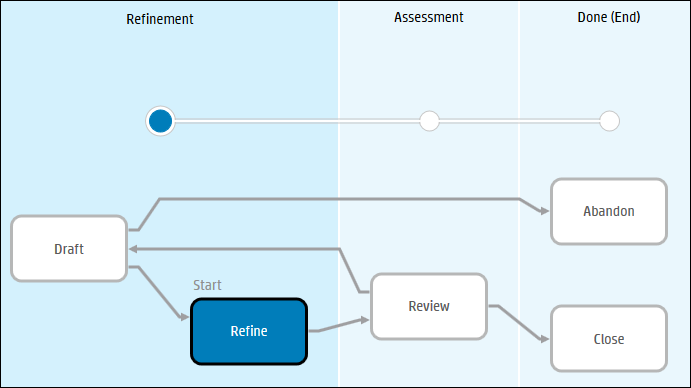 Refinement
Assessment
Done (End)
Abandon
Draft
Start
Refine
Review
Close